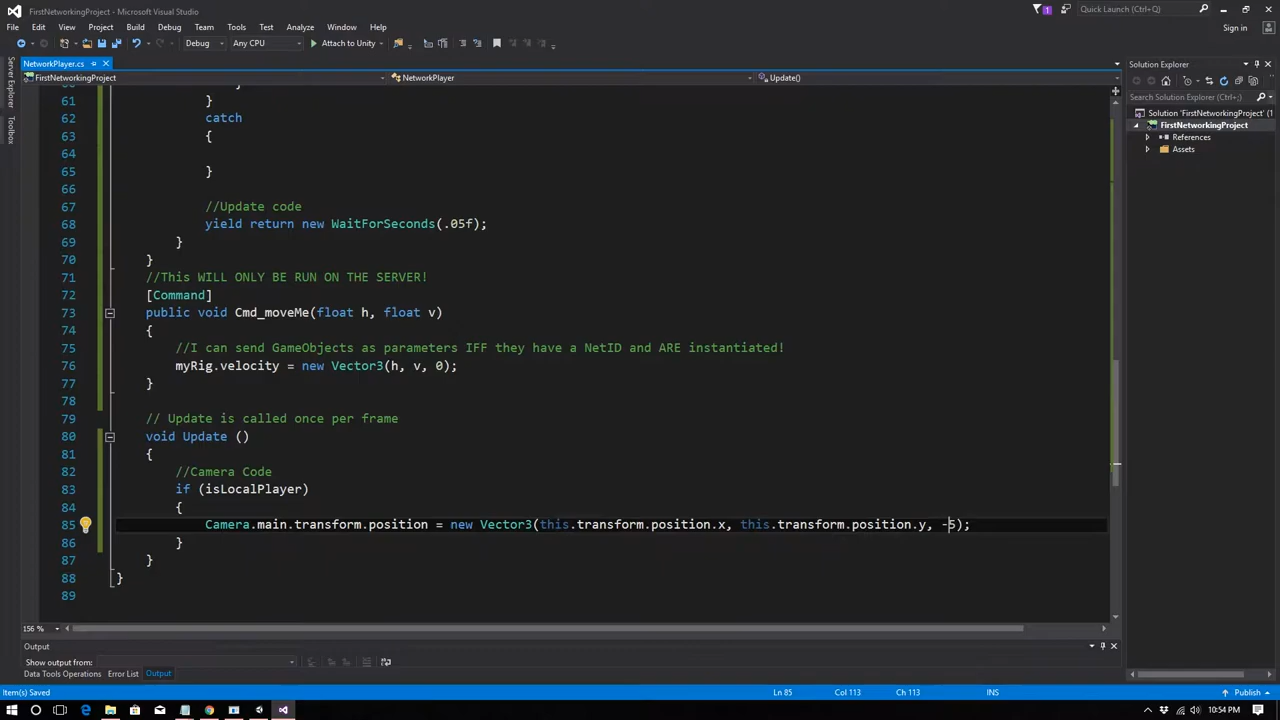 FirstNetworkingProject - Microsoft Visual Studio
1
Quick Launch (Ctrl+Q)
File Edit View Project Build Debug Team Tools Test Analyze Window Help
Sign in
Debug Any CPU Attach to Unity
NetworkPlayer.cs
Solution Explorer
FirstNetworkingProject NetworkPlayer Update()
Server Explorer
Toolbox
Search Solution Explorer (Ctrl+;)
Solution 'FirstNetworkingProject' (1
FirstNetworkingProject
References
Assets
61 }
62 catch
63 {
64
65 }
66
67 //Update code
68 yield return new WaitForSeconds(.05f);
69 }
70 }
71 //This WILL ONLY BE RUN ON THE SERVER!
72 [Command]
73 public void Cmd_moveMe(float h, float v)
74 {
75 //I can send GameObjects as parameters IFF they have a NetID and ARE instantiated!
76 myRig.velocity = new Vector3(h, v, 0);
77 }
78
79 // Update is called once per frame
80 void Update ()
81 {
82 //Camera Code
83 if (isLocalPlayer)
84 {
85 Camera.main.transform.position = new Vector3(this.transform.position.x, this.transform.position.y, -5);
86 }
87 }
88 }
89
156 %
Output
Show output from:
Data Tools Operations Error List Output
Item(s) Saved Ln 85 Col 113 Ch 113 INS Publish
10:54 PM